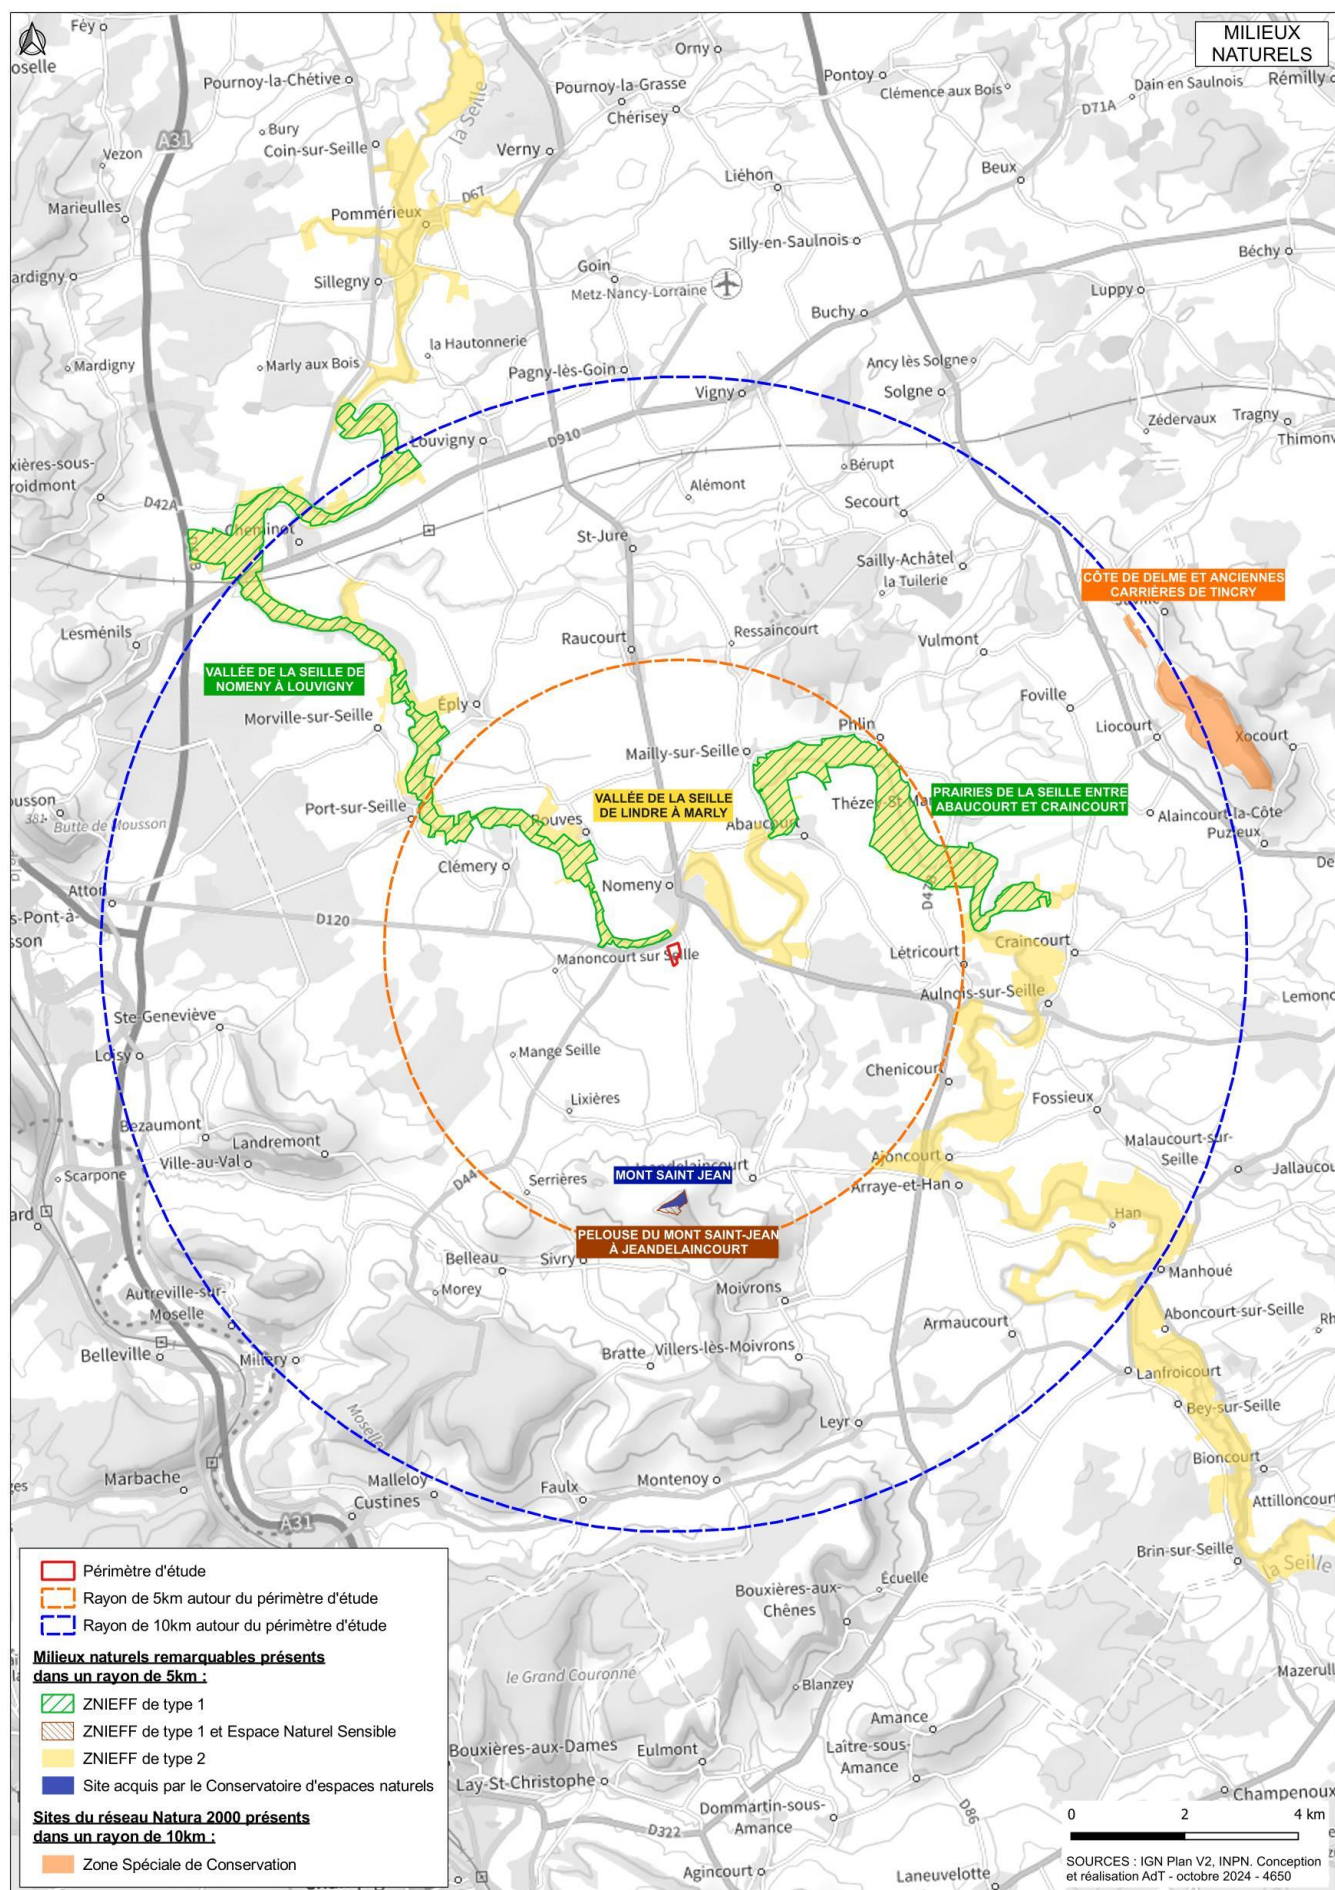 MILIEUX
NATURELS
Féy
Orny
Pournoy-la-Chétive
Pournoy-la-Grasse
Pontoy
Clémence aux Bois
Dain en Saulnois
Rémilly
Chérisey
D71A
la Seille
Bury
A31
Coin-sur-Seille
Verny
Vezon
Liéhon
Beux
D67
Marieulles
Pommérieux
Silly-en-Saulnois
Béchy
Goin
Sillegny
Metz-Nancy-Lorraine
Luppy
Buchy
la Hautonnerie
Mardigny
Marly aux Bois
Pagny-lès-Goin
Ancy lès Solgne
Vigny
Solgne
Zédervaux
Tragny
Louvigny
D910
Bérupt
D42A
Alémont
Secourt
Cheminot
St-Jure
Sailly-Achâtel
la Tuilerie
CÔTE DE DELME ET ANCIENNES
CARRIÈRES DE TINCRY
Lesménils
Raucourt
Ressaincourt
Vulmont
VALLÉE DE LA SEILLE DE
NOMENY À LOUVIGNY
Éply
Foville
Morville-sur-Seille
Phlin
Liocourt
Xocourt
Mailly-sur-Seille
PRAIRIES DE LA SEILLE ENTRE
ABAUCOURT ET CRAINCOURT
VALLÉE DE LA SEILLE
DE LINDRE À MARLY
Port-sur-Seille
381
Butte de Mousson
Rouves
Abaucourt
Alaincourt-la-Côte
Puzieux
Clémery
Nomeny
Atton
D120
Manoncourt sur Seille
Létricourt
Craincourt
Aulnois-sur-Seille
Ste-Geneviève
Loisy
Mange Seille
Chenicourt
Lixières
Fossieux
Bezaumont
Landremont
Ville-au-Val
Malaucourt-sur-
Seille
Ajoncourt
Scarpone
D44
Serrières
MONT SAINT JEAN
Jeandelaincourt
Arraye-et-Han
Han
PELOUSE DU MONT SAINT-JEAN
À JEANDELAINCOURT
Belleau
Sivry
Manhoué
Morey
Moivrons
Autreville-sur-
Moselle
Aboncourt-sur-Seille
Armaucourt
Belleville
Millery
Bratte
Villers-lès-Moivrons
Lanfroicourt
Bey-sur-Seille
Moselle
Leyr
Bioncourt
Marbache
Malleloy
Custines
Faulx
Montenoy
Attilloncourt
A31
Brin-sur-Seille
la Seille
Bouxières-aux-
Chênes
Écuelle
le Grand Couronné
Blanzey
Amance
Bouxières-aux-Dames
Eulmont
Laître-sous-
Amance
Lay-St-Christophe
Champenoux
Dommartin-sous-
Amance
D86
D322
Agincourt
Laneuvelotte
Périmètre d'étude
Rayon de 5km autour du périmètre d'étude
Rayon de 10km autour du périmètre d'étude
Milieux naturels remarquables présents
dans un rayon de 5km :
ZNIEFF de type 1
ZNIEFF de type 1 et Espace Naturel Sensible
ZNIEFF de type 2
Site acquis par le Conservatoire d'espaces naturels
Sites du réseau Natura 2000 présents
dans un rayon de 10km :
Zone Spéciale de Conservation
0 2 4 km
SOURCES : IGN Plan V2, INPN. Conception
et réalisation AdT - octobre 2024 - 4650